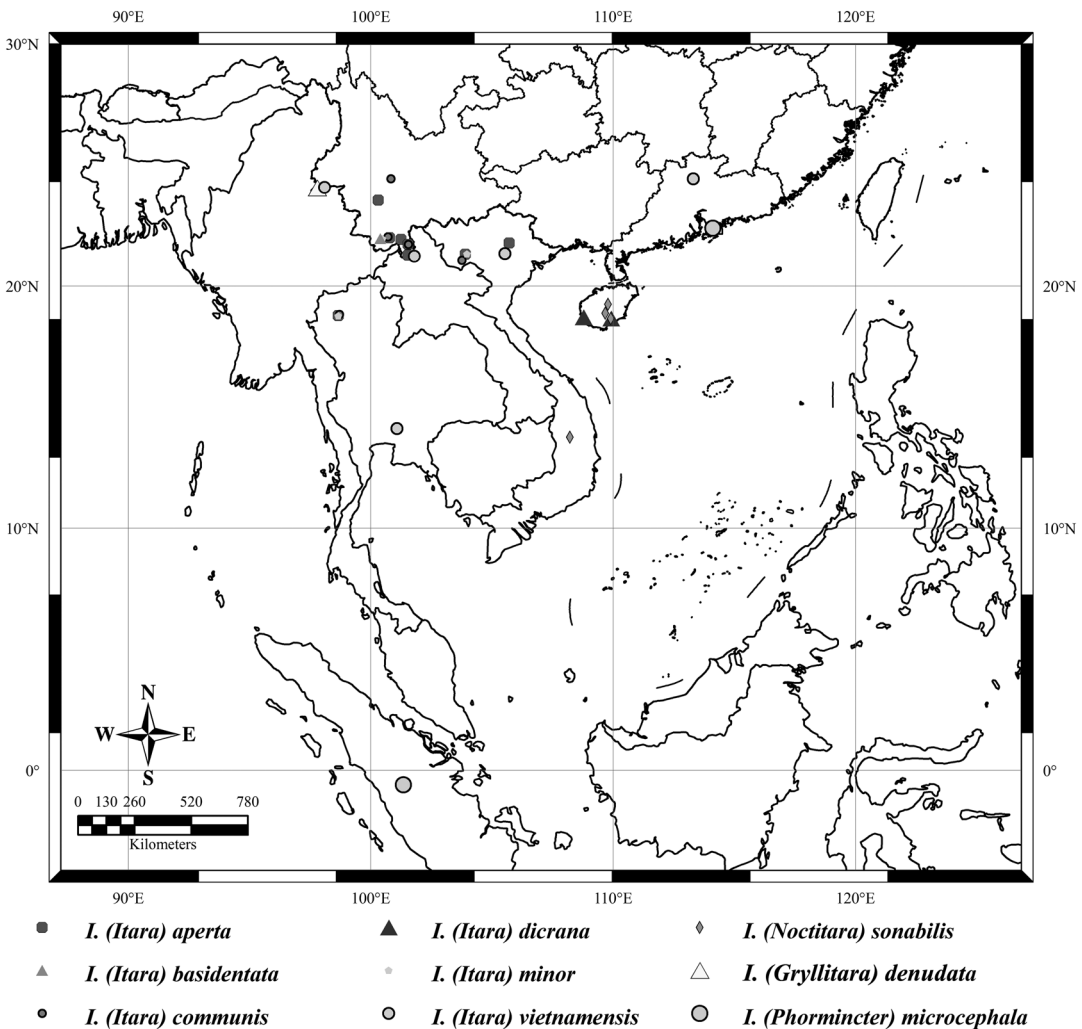 90°E 100°E 110°E 120°E
30°N
20°N 20°N
10°N 10°N
N
W E
S
0° 0°
0 130 260 520 780
Kilometers
90°E 100°E 110°E 120°E
I. (Itara) aperta I. (Itara) dicrana I. (Noctitara) sonabilis
I. (Itara) basidentata I. (Itara) minor I. (Gryllitara) denudata
I. (Itara) communis I. (Itara) vietnamensis I. (Phormincter) microcephala